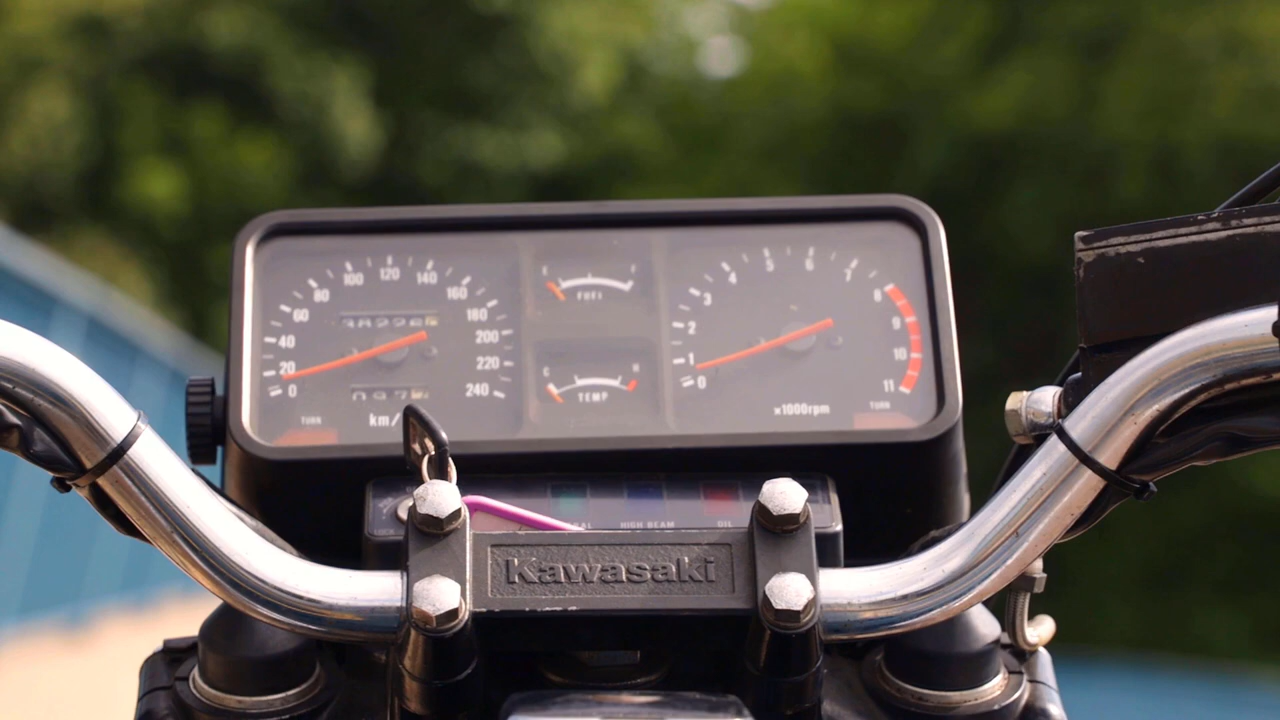 0 20 40 60 80 100 120 140 160 180 200 220 240
km/
TURN
FUEL
C H
TEMP
0 1 2 3 4 5 6 7 8 9 10 11
x1000rpm
TURN
HIGH BEAM
OIL
Kawasaki